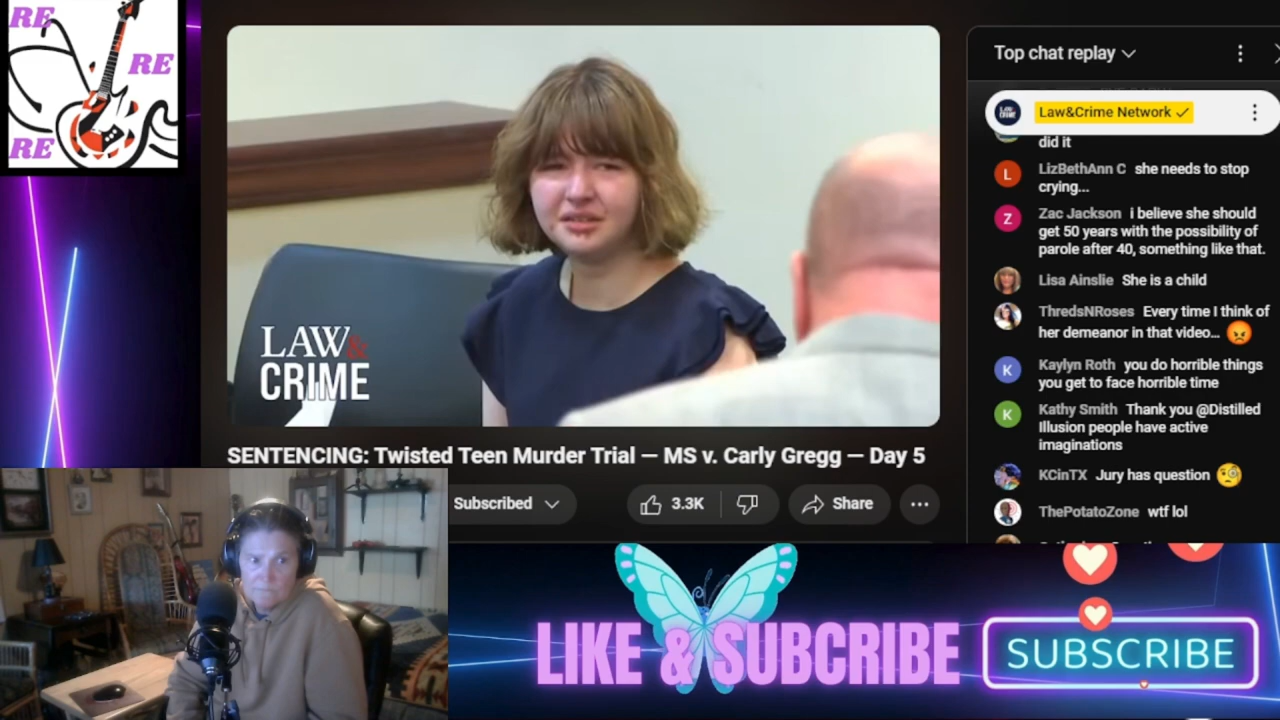 RE
RE
RE
LAW&
CRIME
SENTENCING: Twisted Teen Murder Trial — MS v. Carly Gregg — Day 5
Subscribed
3.3K
Share
Top chat replay
LAW&
CRIME
Law&Crime Network
did it
LizBethAnn C she needs to stop
crying...
Zac Jackson i believe she should
get 50 years with the possibility of
parole after 40, something like that.
Lisa Ainslie She is a child
ThredsNRoses Every time I think of
her demeanor in that video...
Kaylyn Roth you do horrible things
you get to face horrible time
Kathy Smith Thank you @Distilled
Illusion people have active
imaginations
KCinTX Jury has question
ThePotatoZone wtf lol
L
Z
K
K
LIKE & SUBCRIBE
SUBSCRIBE